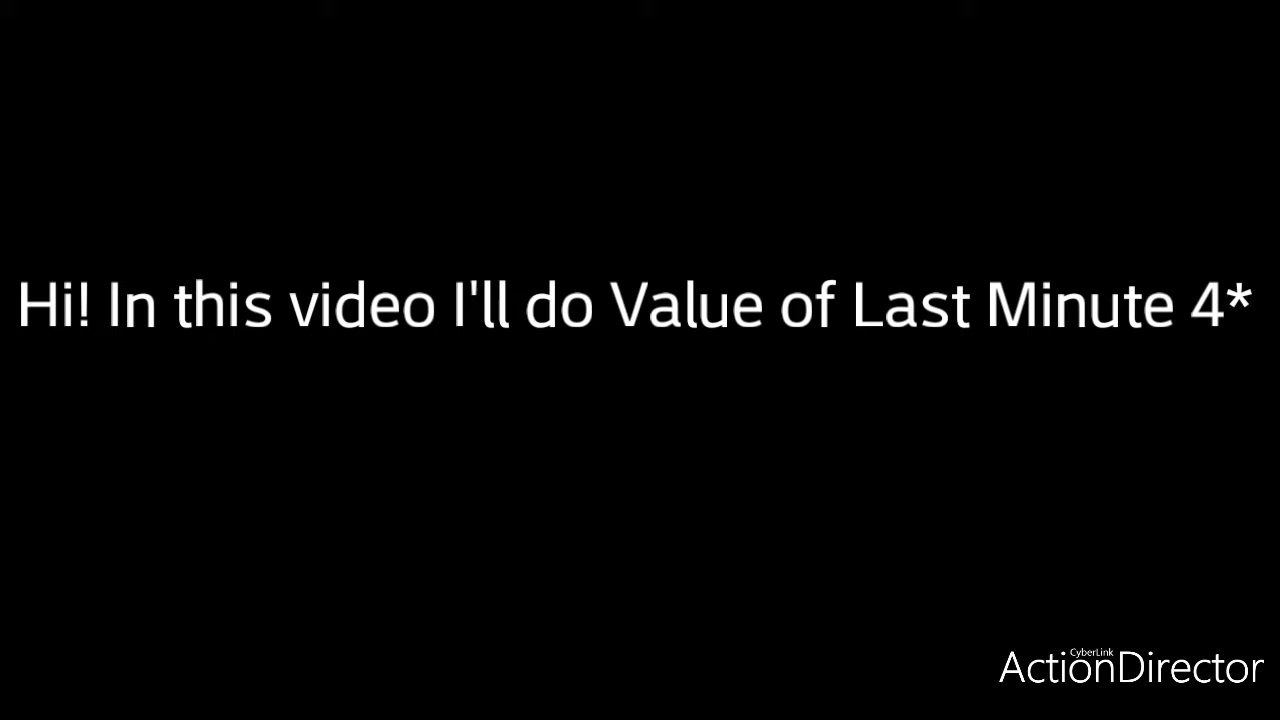 Hi! In this video I'll do Value of Last Minute 4*
CyberLink
ActionDirector